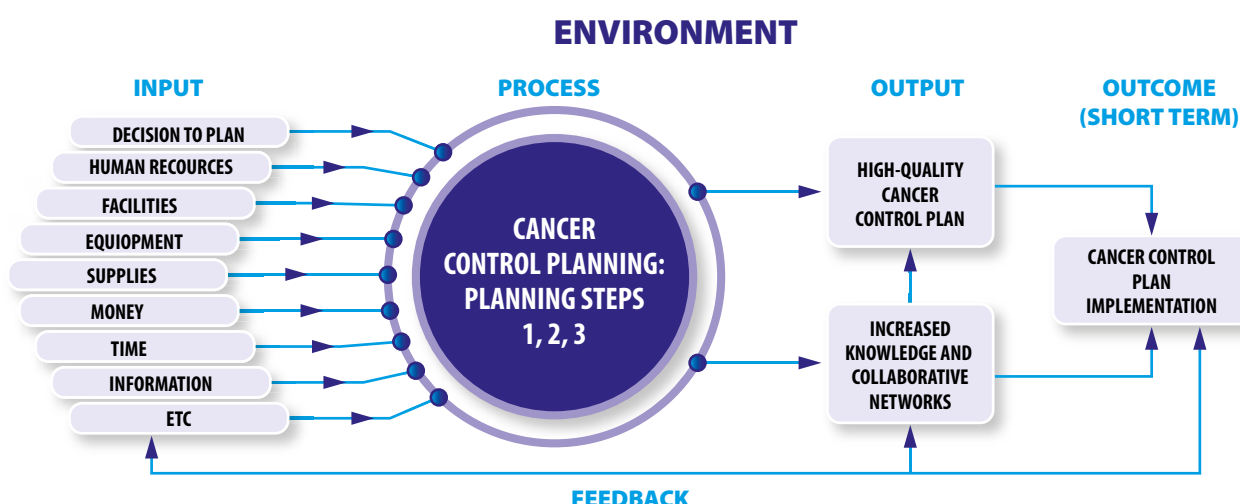 ENVIRONMENT
INPUT
PROCESS
OUTPUT
OUTCOME
(SHORT TERM)
DECISION TO PLAN
HUMAN RECOURCES
FACILITIES
EQUIOPMENT
SUPPLIES
MONEY
TIME
INFORMATION
ETC
CANCER
CONTROL PLANNING:
PLANNING STEPS
1, 2, 3
HIGH-QUALITY
CANCER
CONTROL PLAN
INCREASED
KNOWLEDGE AND
COLLABORATIVE
NETWORKS
CANCER CONTROL
PLAN
IMPLEMENTATION
FEEDBACK